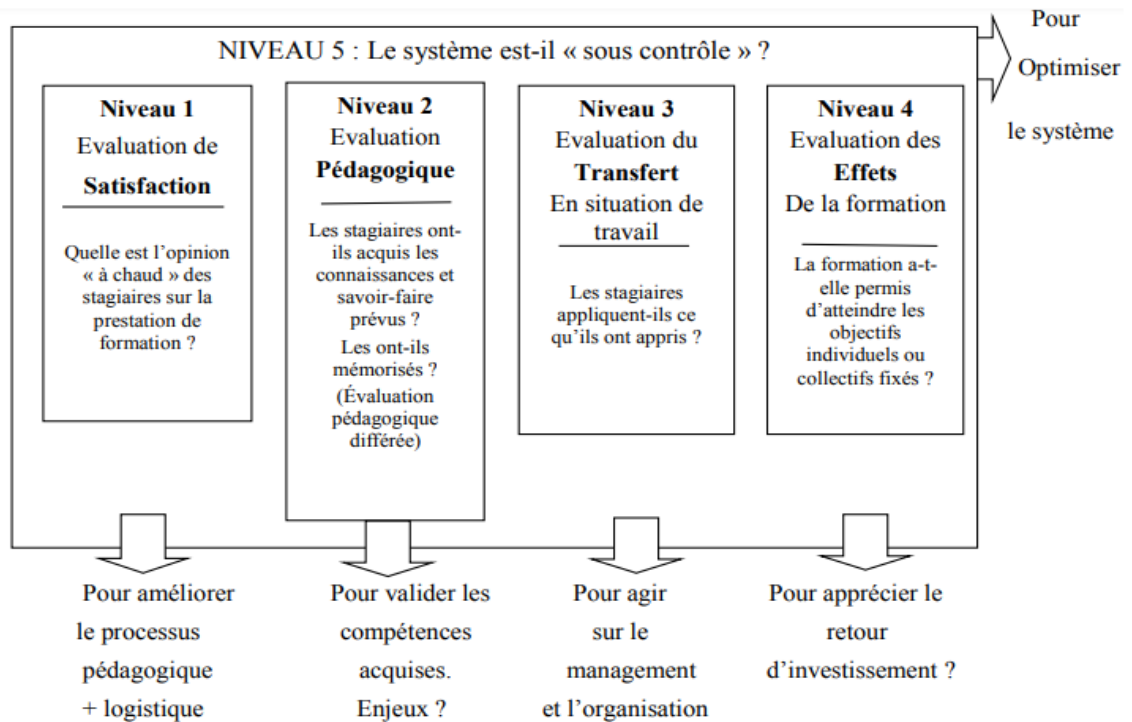 NIVEAU 5 : Le système est-il « sous contrôle » ?
Pour
Optimiser
le système
Niveau 1
Evaluation de
Satisfaction
Quelle est l'opinion
« à chaud » des
stagiaires sur la
prestation de
formation ?
Niveau 2
Evaluation
Pédagogique
Les stagiaires ont-
ils acquis les
connaissances et
savoir-faire
prévus ?
Les ont-ils
mémorisés ?
(Évaluation
pédagogique
différée)
Niveau 3
Evaluation du
Transfert
En situation de
travail
Les stagiaires
appliquent-ils ce
qu'ils ont appris ?
Niveau 4
Evaluation des
Effets
De la formation
La formation a-t-
elle permis
d'atteindre les
objectifs
individuels ou
collectifs fixés ?
Pour améliorer
le processus
pédagogique
+ logistique
Pour valider les
compétences
acquises.
Enjeux ?
Pour agir
sur le
management
et l'organisation
Pour apprécier le
retour
d'investissement ?